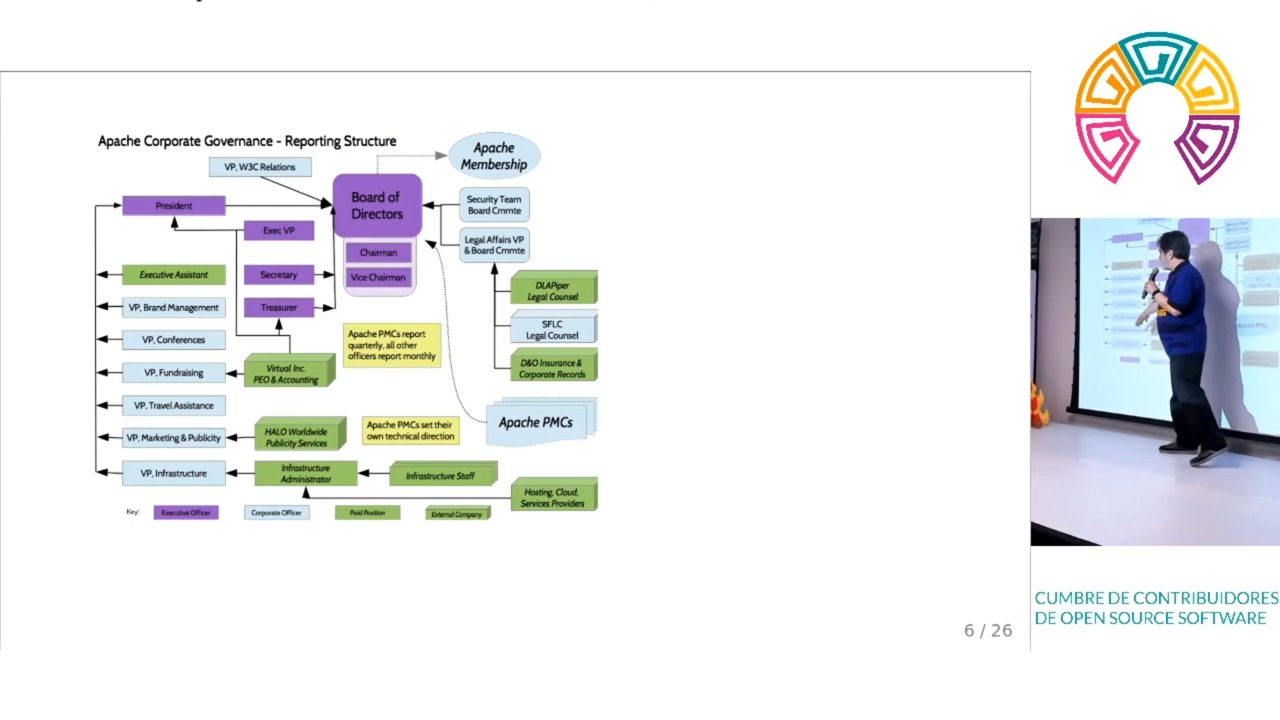 Apache Corporate Governance - Reporting Structure
Apache
Membership
VP, W3C Relations
Board of
Directors
President
Security Team
Board Cmmte
Exec VP
Legal Affairs VP
& Board Cmmte
Chairman
Executive Assistant
Secretary
Vice Chairman
DLAPiper
Legal Counsel
VP, Brand Management
Treasurer
SFLC
Legal Counsel
VP, Conferences
Apache PMCs report
quarterly, all other
officers report monthly
D&O Insurance &
Corporate Records
VP, Fundraising
Virtual Inc.
PEO & Accounting
VP, Travel Assistance
Apache PMCs
VP, Marketing & Publicity
HALO Worldwide
Publicity Services
Apache PMCs set their
own technical direction
VP, Infrastructure
Infrastructure
Administrator
Infrastructure Staff
Hosting, Cloud,
Services Providers
Key:
Executive Officer
Corporate Officer
Paid Position
External Company
6 / 26
CUMBRE DE CONTRIBUIDORES
DE OPEN SOURCE SOFTWARE